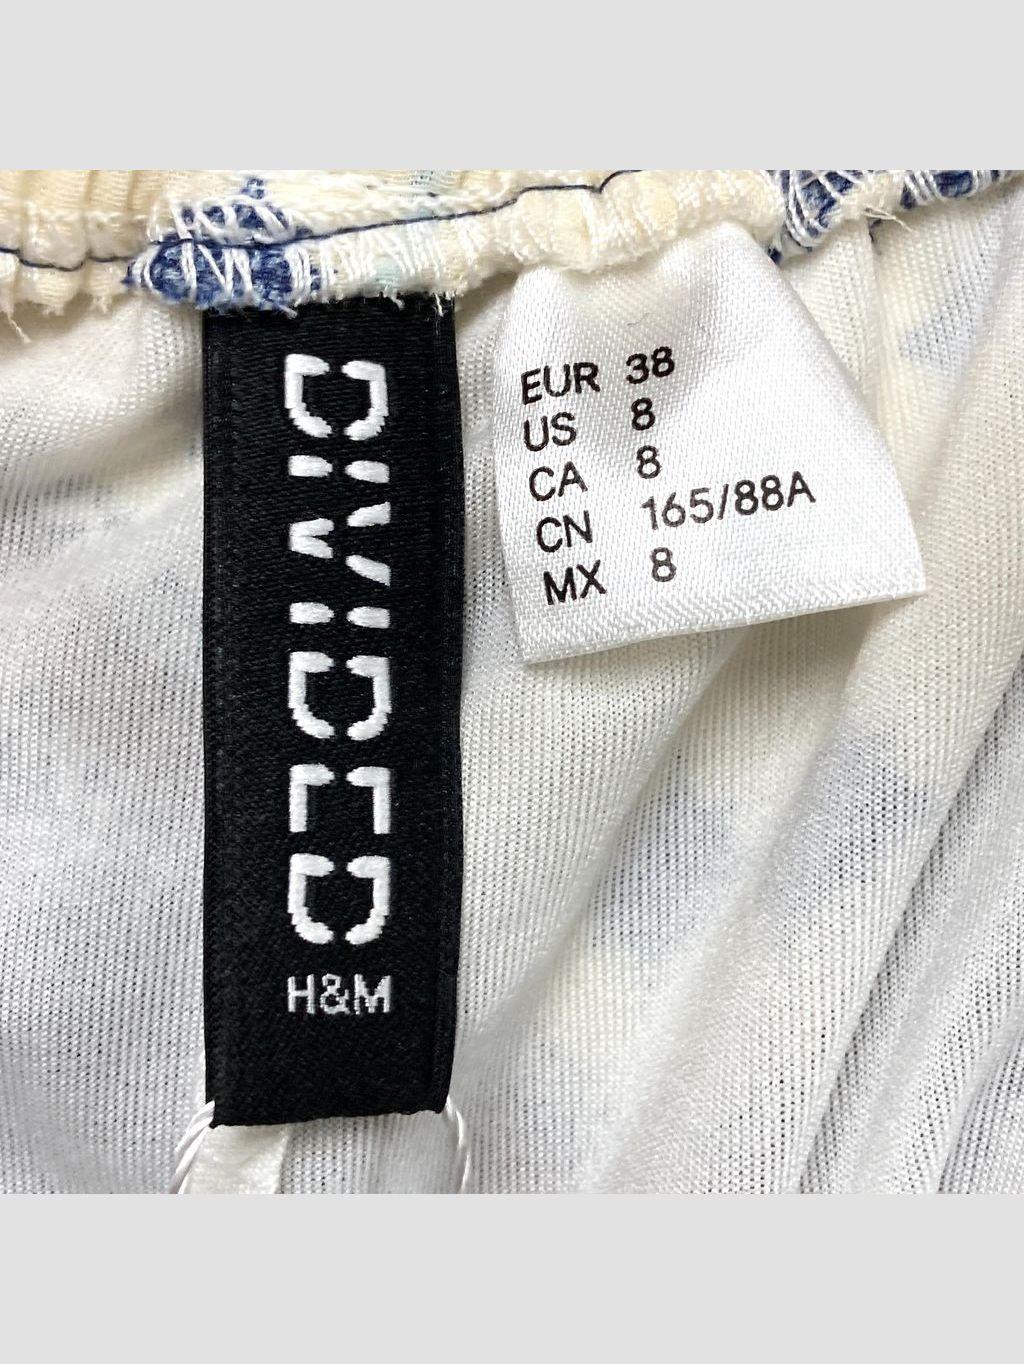 DIVIDED
H&M
EUR 38
US 8
CA 8
CN 165/88A
MX 8